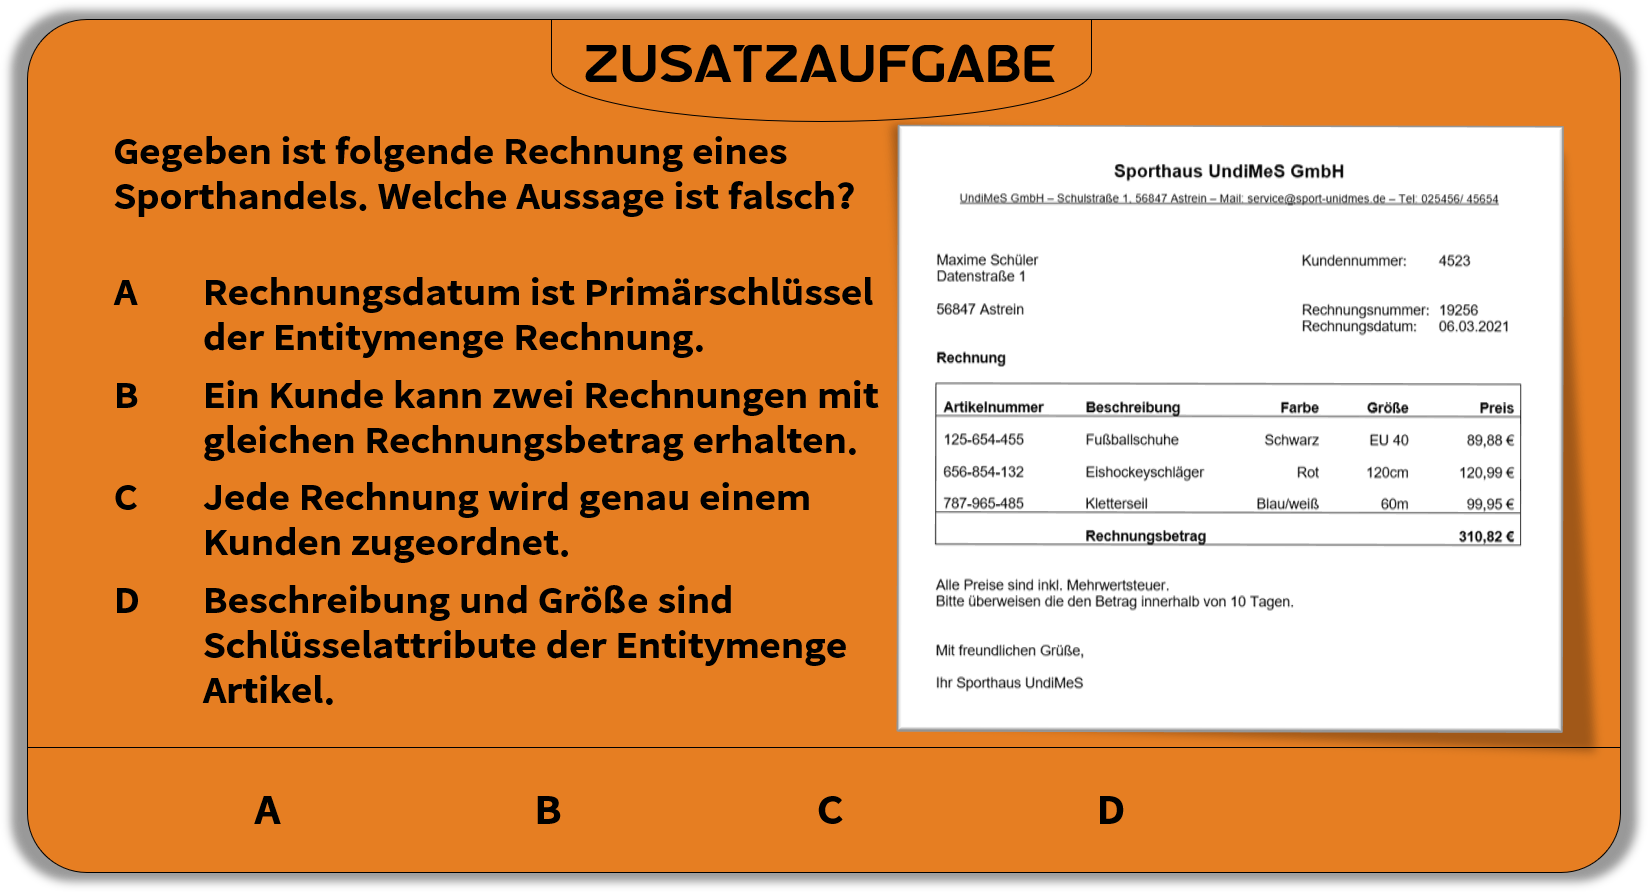 ZUSATZAUFGABE
Gegeben ist folgende Rechnung eines
Sporthandels. Welche Aussage ist falsch?
A Rechnungsdatum ist Primärschlüssel
der Entitymenge Rechnung.
B Ein Kunde kann zwei Rechnungen mit
gleichen Rechnungsbetrag erhalten.
C Jede Rechnung wird genau einem
Kunden zugeordnet.
D Beschreibung und Größe sind
Schlüsselattribute der Entitymenge
Artikel.
Sporthaus UndiMeS GmbH
UndiMeS GmbH – Schulstraße 1, 56847 Astrein – Mail: service@sport-unidmes.de – Tel: 025456/ 45654
Maxime Schüler Kundennummer: 4523
Datenstraße 1
56847 Astrein Rechnungsnummer: 19256
Rechnungsdatum: 06.03.2021
Rechnung
Artikelnummer Beschreibung Farbe Größe Preis
125-654-455 Fußballschuhe Schwarz EU 40 89,88 €
656-854-132 Eishockeyschläger Rot 120cm 120,99 €
787-965-485 Kletterseil Blau/weiß 60m 99,95 €
Rechnungsbetrag 310,82 €
Alle Preise sind inkl. Mehrwertsteuer.
Bitte überweisen die den Betrag innerhalb von 10 Tagen.
Mit freundlichen Grüße,
Ihr Sporthaus UndiMeS
A B C D